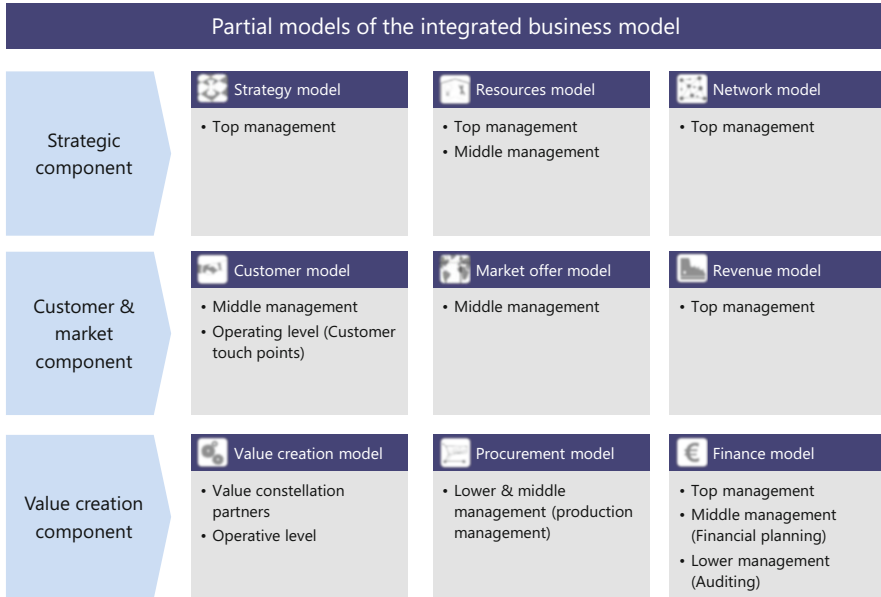 Partial models of the integrated business model
Strategic
component
Strategy model
• Top management
Resources model
• Top management
• Middle management
Network model
• Top management
Customer &
market
component
Customer model
• Middle management
• Operating level (Customer
touch points)
Market offer model
• Middle management
Revenue model
• Top management
Value creation
component
Value creation model
• Value constellation
partners
• Operative level
Procurement model
• Lower & middle
management (production
management)
€
Finance model
• Top management
• Middle management
(Financial planning)
• Lower management
(Auditing)